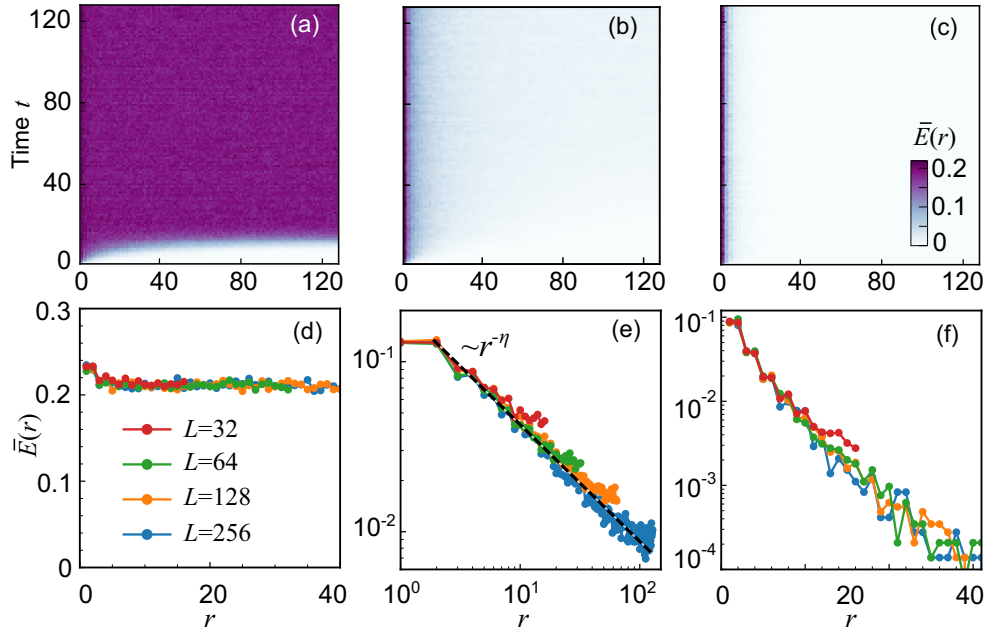 (a)
(b)
(c)
Time t
120
80
40
0
0 40 80 120
0 40 80 120
0 40 80 120
Ē(r)
0.2
0.1
0
(d)
(e)
(f)
Ē(r)
0.3
0.2
0.1
0
L=32
L=64
L=128
L=256
0 20 40
r
~r^-η
10^-1
10^-2
10^0 10^1 10^2
r
10^-1
10^-2
10^-3
10^-4
0 20 40
r